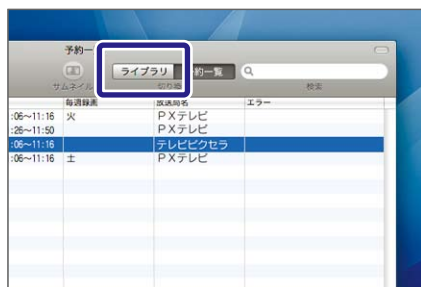 予約一
ライブラリ 約一覧
サムネイル 切り換 検索
毎週録画 放送局名 エラー
:06~11:16 火 PXテレビ
:26~11:50 PXテレビ
:06~11:16 テレビピクセラ
:06~11:16 土 PXテレビ